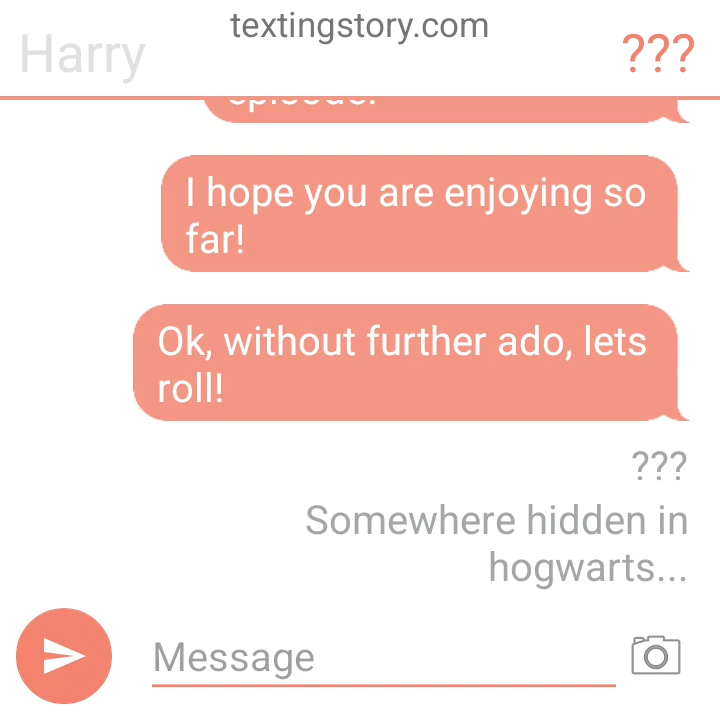 textingstory.com
Harry
???
I hope you are enjoying so
far!
Ok, without further ado, lets
roll!
???
Somewhere hidden in
hogwarts...
Message